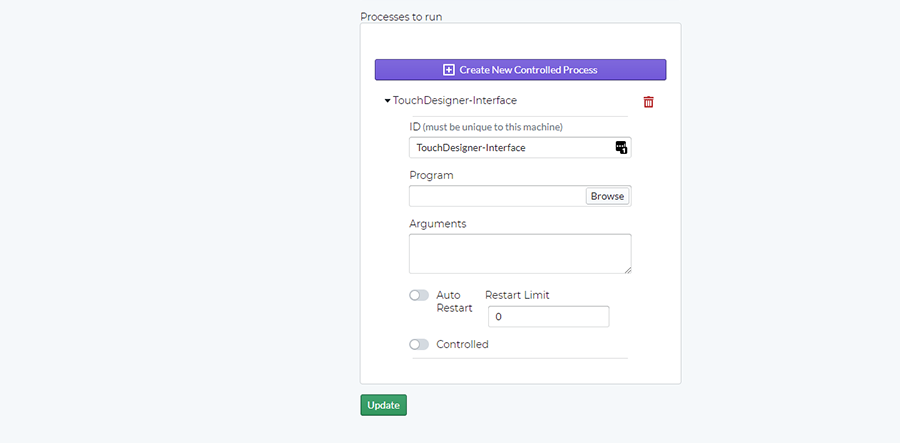 Processes to run
Create New Controlled Process
TouchDesigner-Interface
ID (must be unique to this machine)
TouchDesigner-Interface
Program
Browse
Arguments
Auto Restart Limit
Restart
0
Controlled
Update